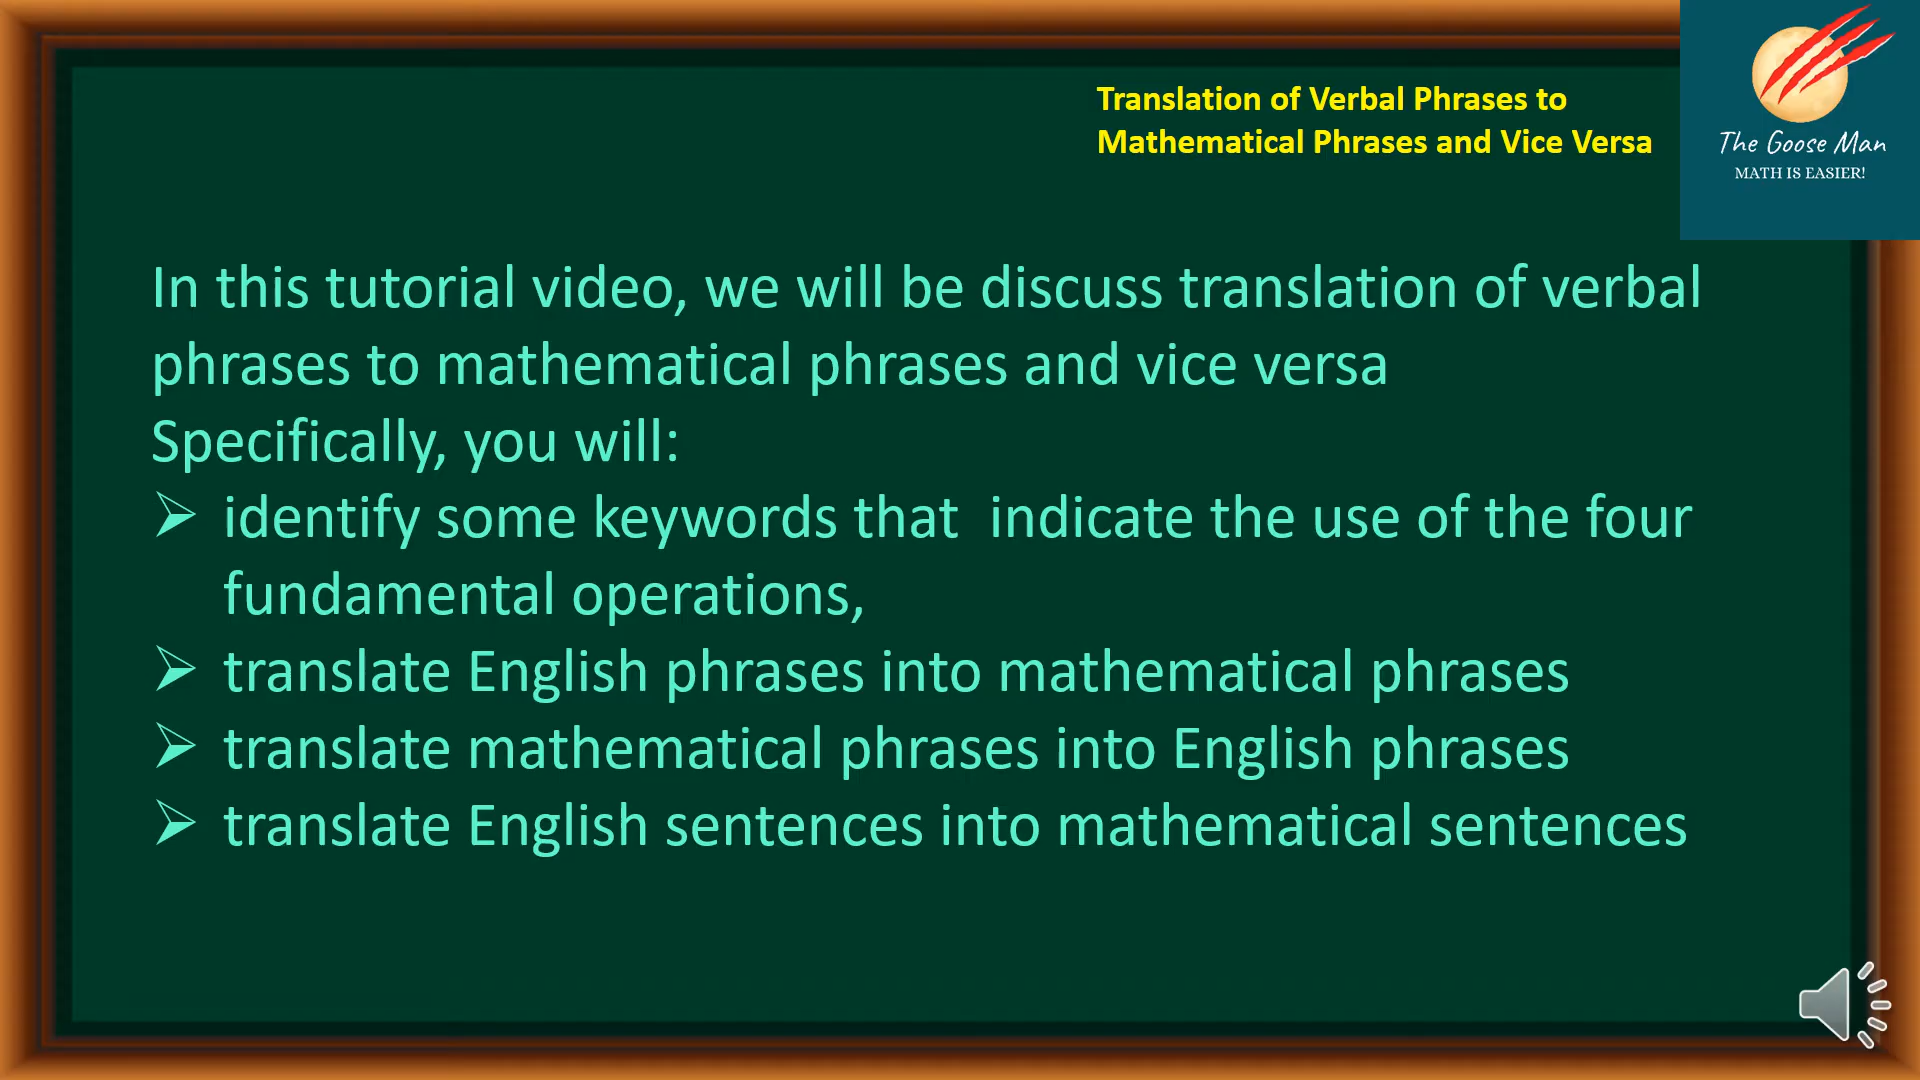 Translation of Verbal Phrases to
Mathematical Phrases and Vice Versa
The Goose Man
MATH IS EASIER!
In this tutorial video, we will be discuss translation of verbal
phrases to mathematical phrases and vice versa
Specifically, you will:
➢ identify some keywords that  indicate the use of the four
fundamental operations,
➢ translate English phrases into mathematical phrases
➢ translate mathematical phrases into English phrases
➢ translate English sentences into mathematical sentences